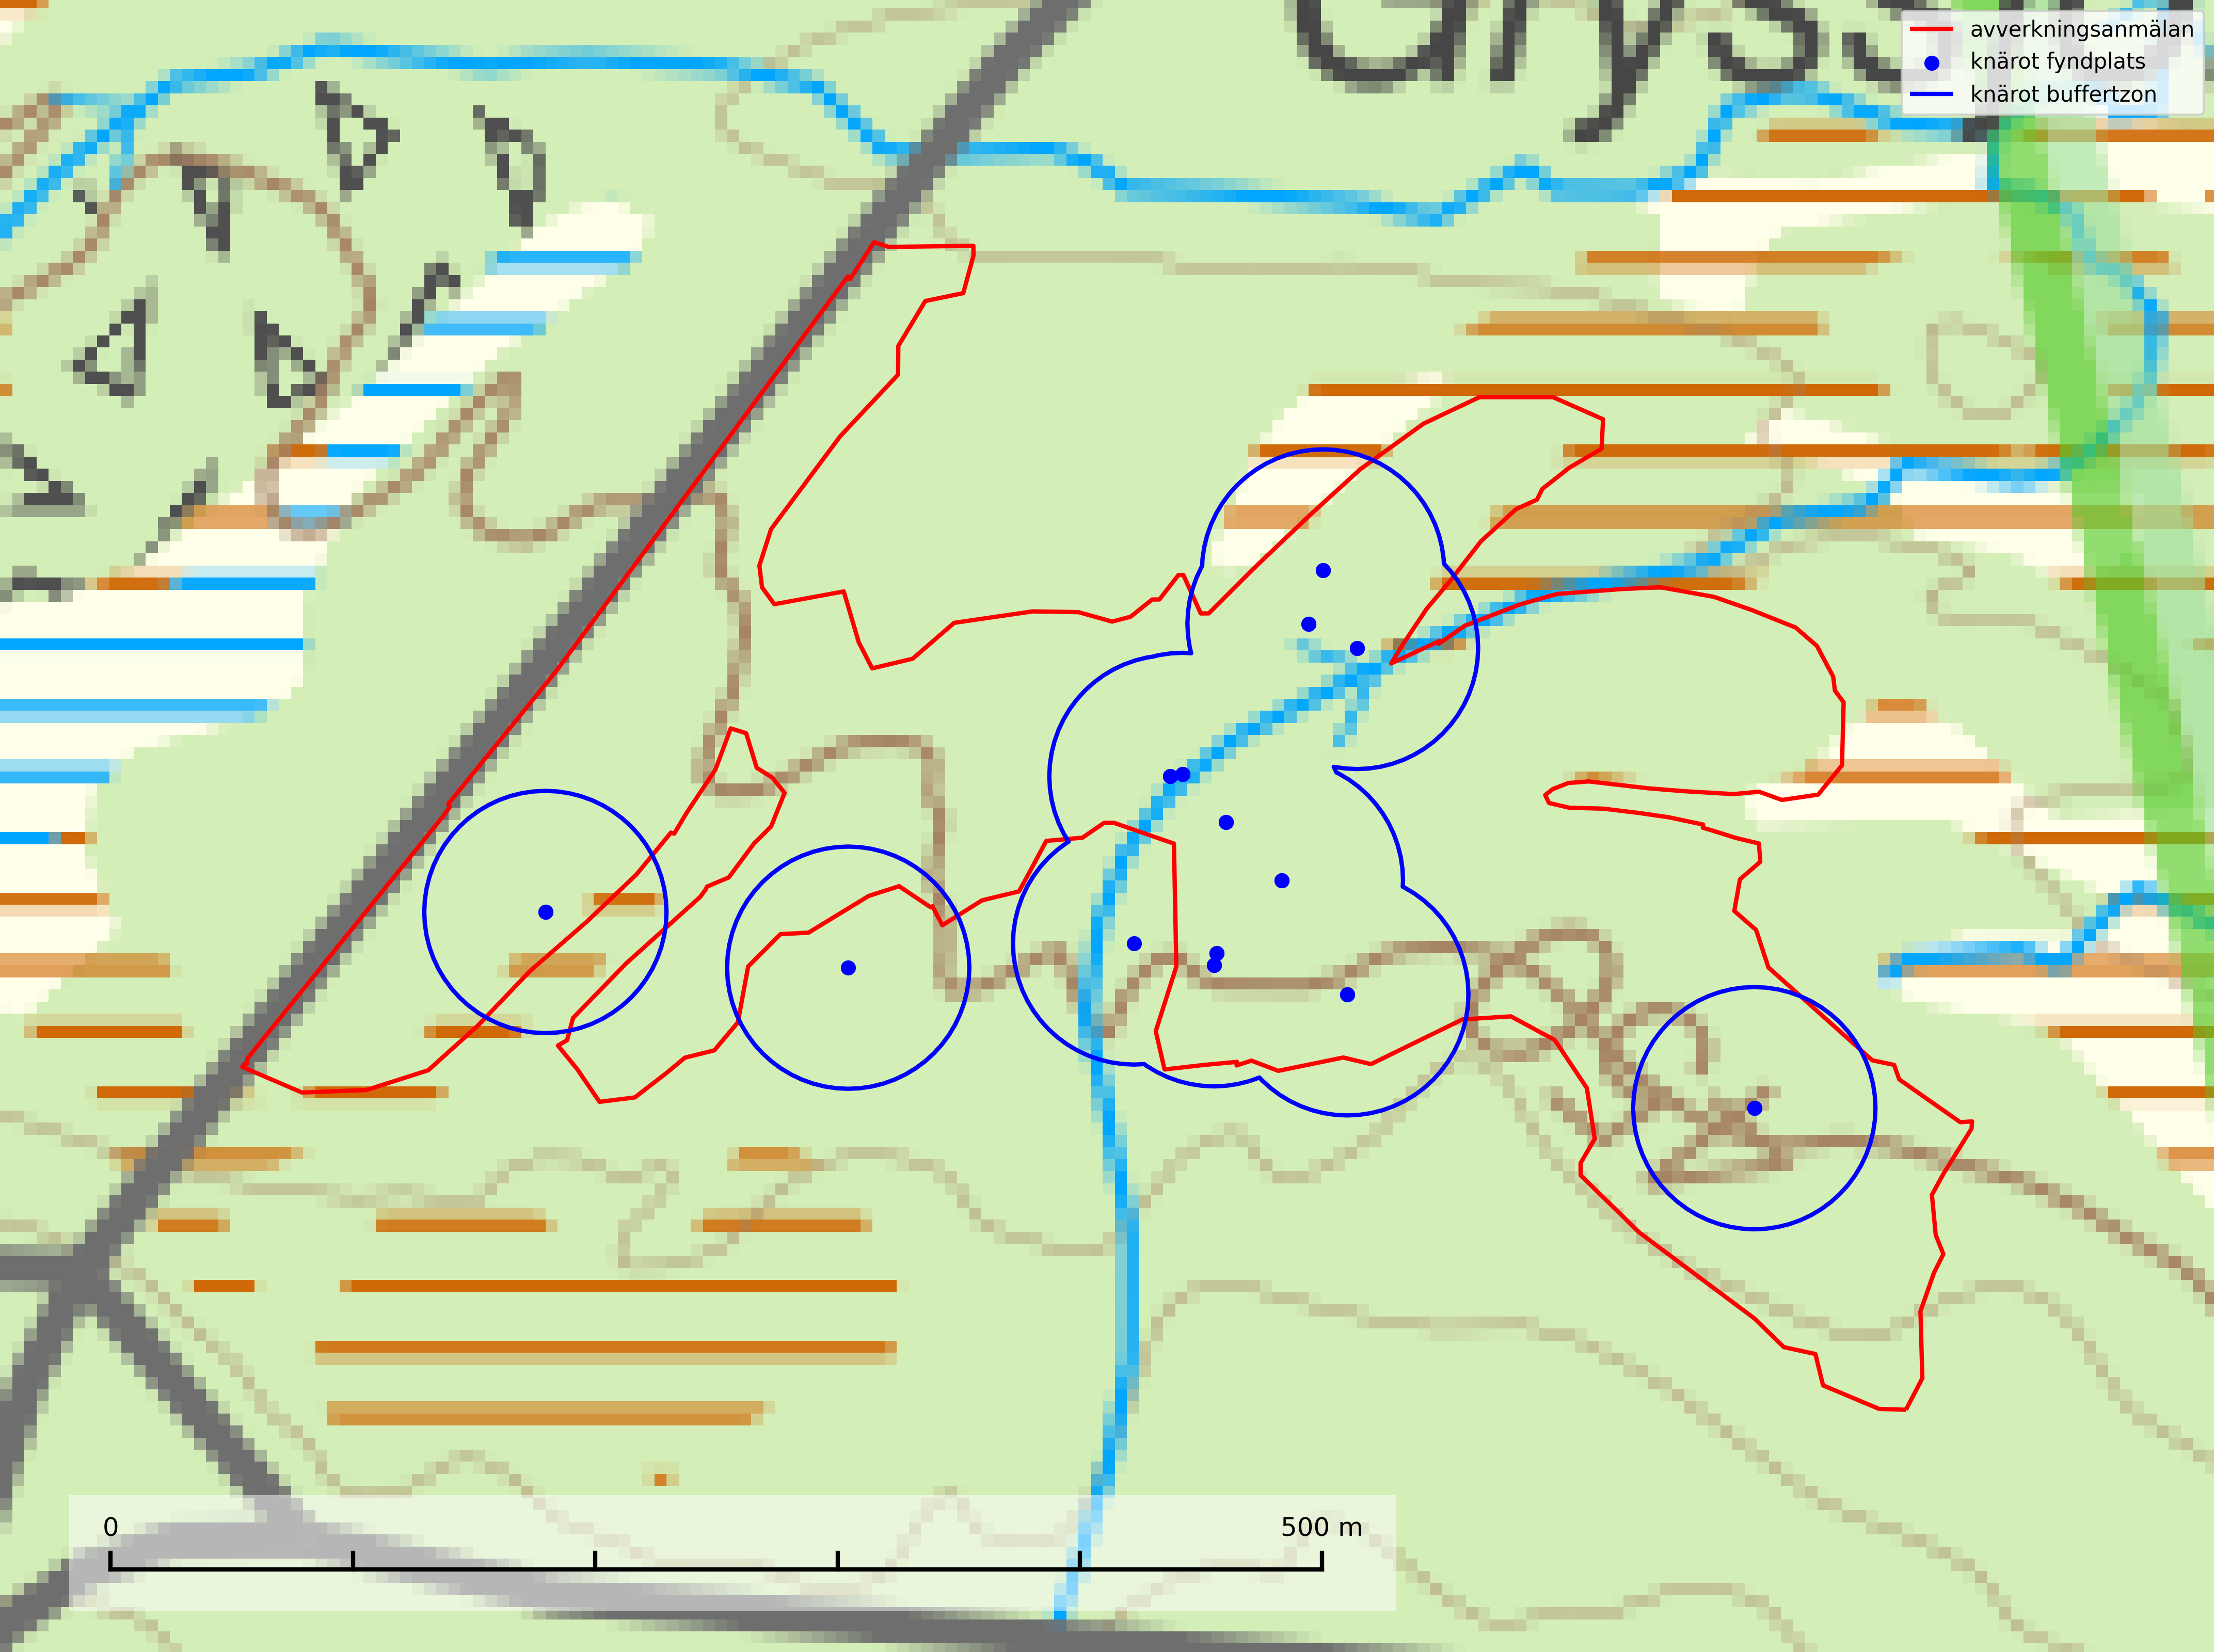 avverkningsanmälan
knärot fyndplats
knärot buffertzon
0
500 m